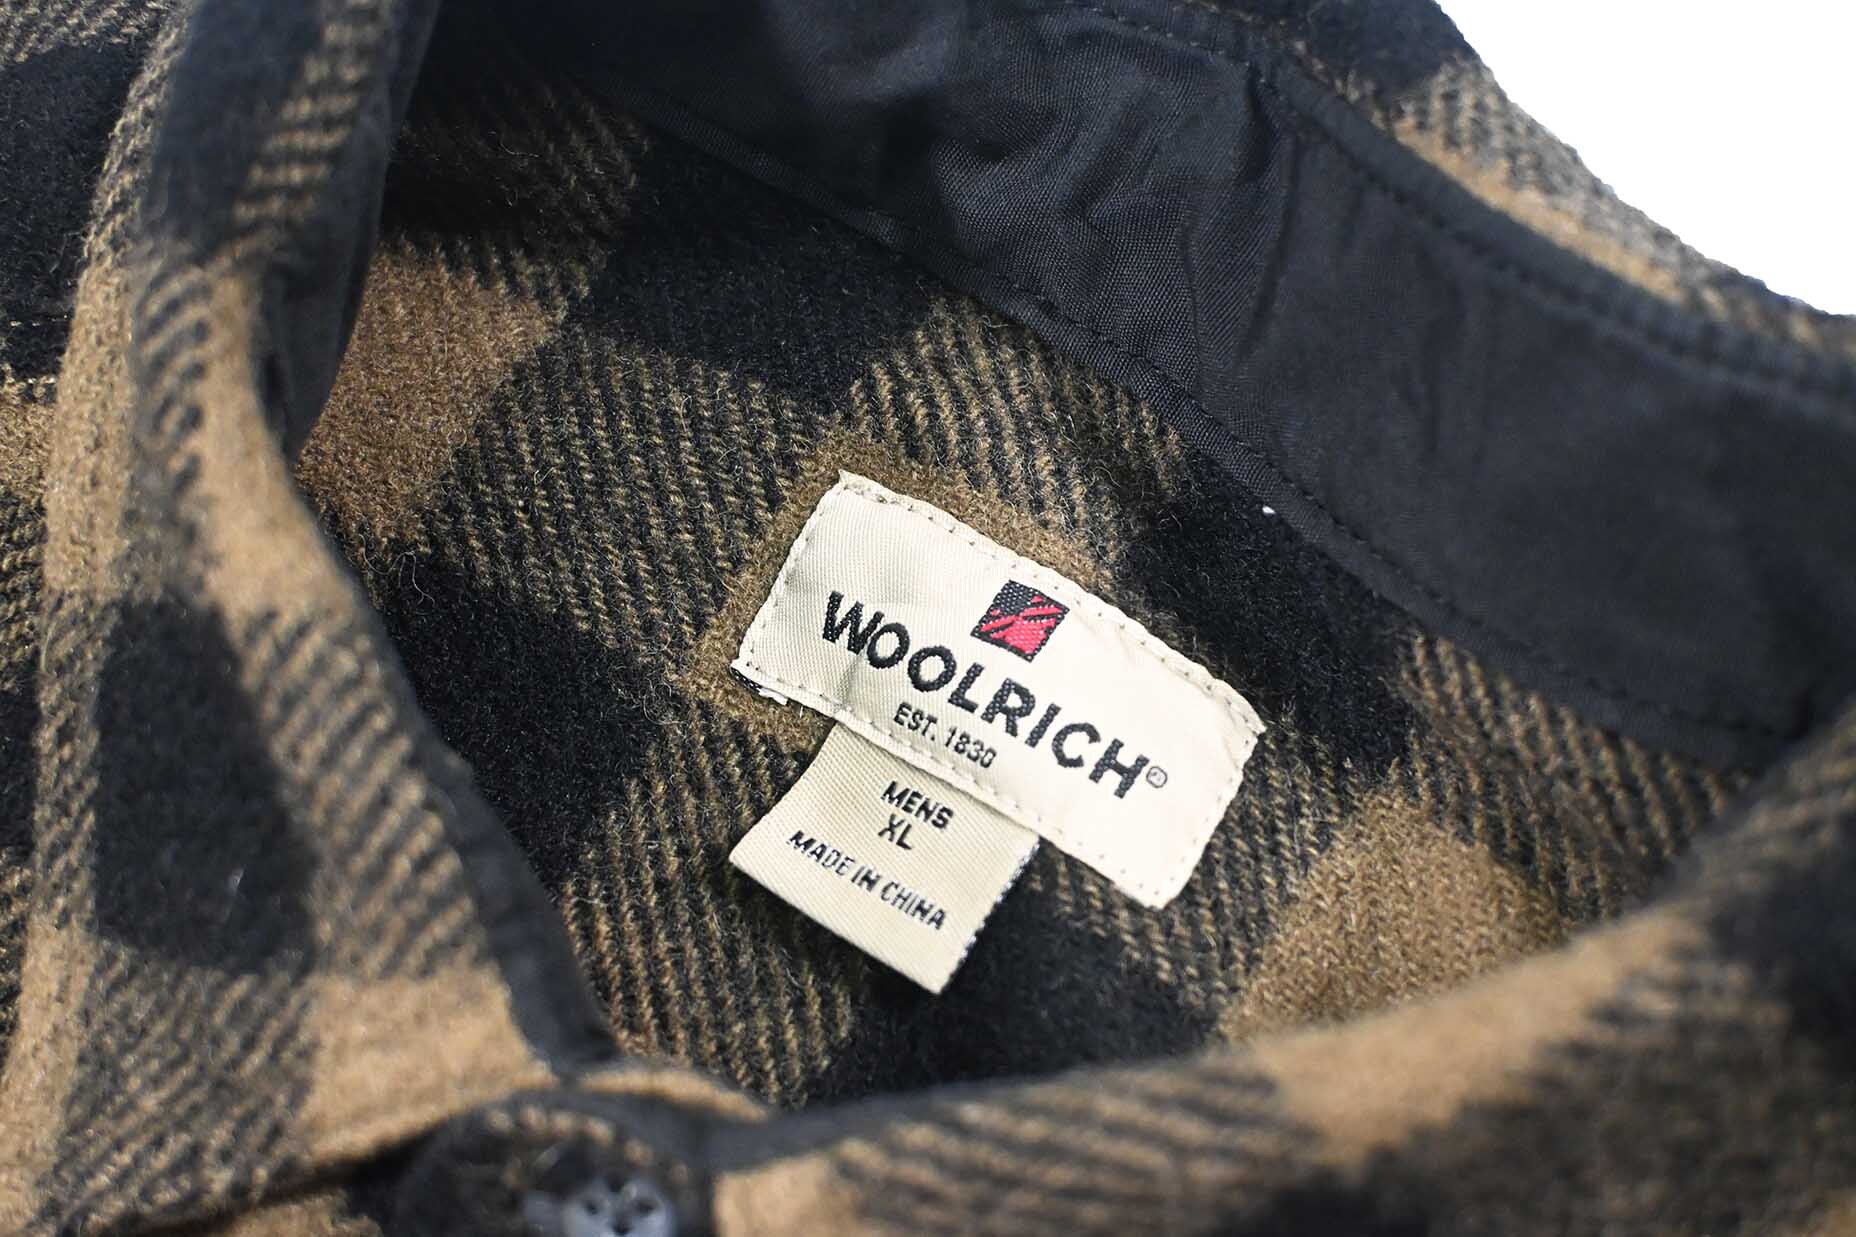 WOOLRICH®
EST. 1830
MENS
XL
MADE IN CHINA